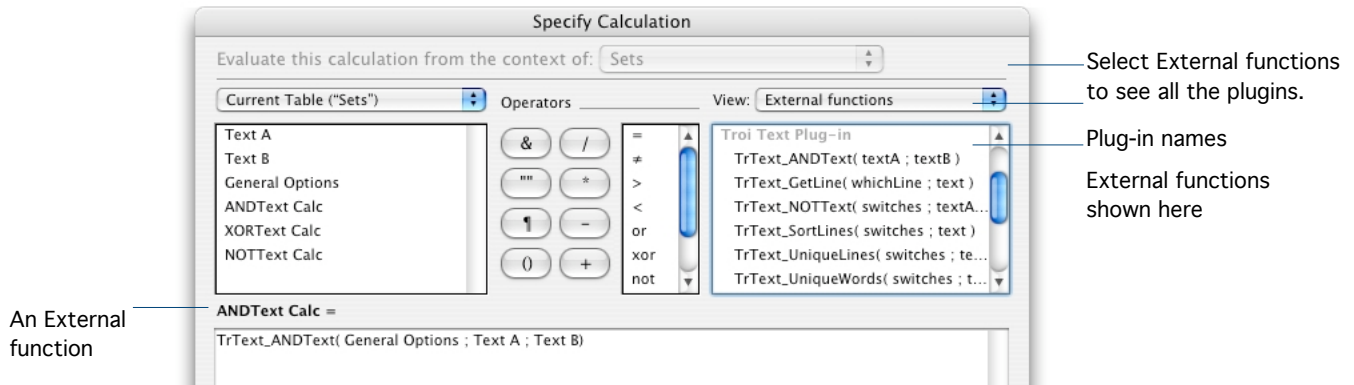 Specify Calculation
Evaluate this calculation from the context of: Sets
Current Table ("Sets")
Operators
View: External functions
Text A
Text B
General Options
ANDText Calc
XORText Calc
NOTText Calc
& /
"" *
¶ -
() +
=
≠
>
<
or
xor
not
Troi Text Plug-in
TrText_ANDText( textA ; textB )
TrText_GetLine( whichLine ; text )
TrText_NOTText( switches ; textA...
TrText_SortLines( switches ; text )
TrText_UniqueLines( switches ; te...
TrText_UniqueWords( switches ; t...
ANDText Calc =
TrText_ANDText( General Options ; Text A ; Text B)
Select External functions
to see all the plugins.
Plug-in names
External functions
shown here
An External
function